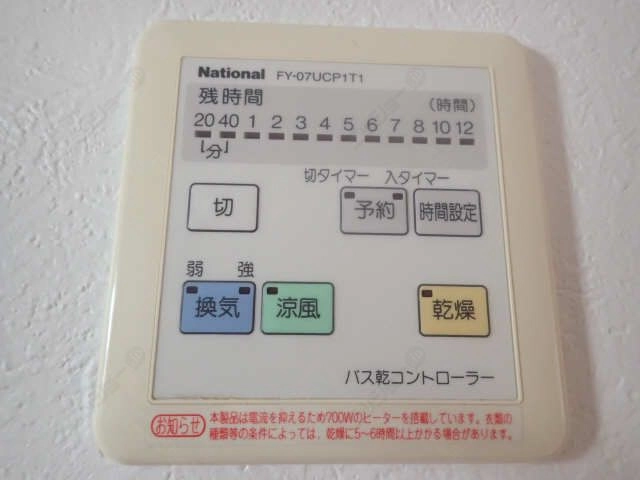 National FY-07UCP1T1
残時間 (時間)
20 40 1 2 3 4 5 6 7 8 10 12
分
切タイマー 入タイマー
切 予約 時間設定
弱 強
換気 涼風 乾燥
バス乾コントローラー
お知らせ 本製品は電流を抑えるため700Wのヒーターを搭載しています。衣類の
種類等の条件によっては、乾燥に5〜6時間以上かかる場合があります。